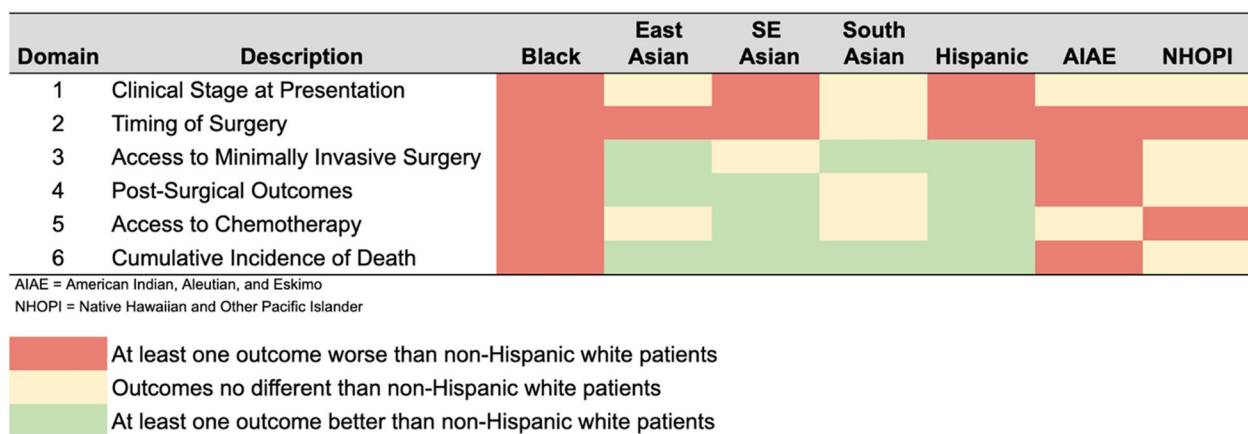 Domain Description Black East Asian SE Asian South Asian Hispanic AIAE NHOPI
1 Clinical Stage at Presentation
2 Timing of Surgery
3 Access to Minimally Invasive Surgery
4 Post-Surgical Outcomes
5 Access to Chemotherapy
6 Cumulative Incidence of Death
AIAE = American Indian, Aleutian, and Eskimo
NHOPI = Native Hawaiian and Other Pacific Islander
At least one outcome worse than non-Hispanic white patients
Outcomes no different than non-Hispanic white patients
At least one outcome better than non-Hispanic white patients